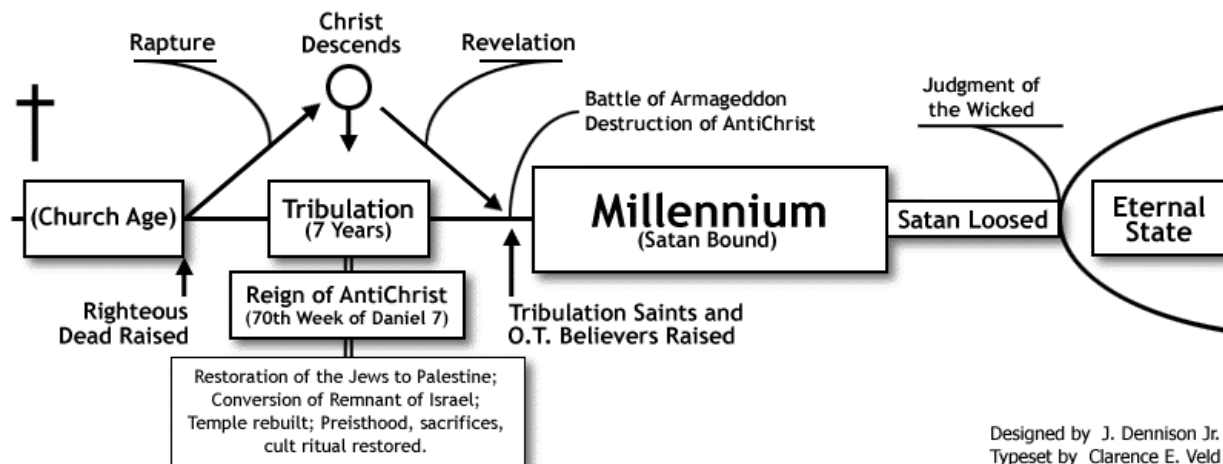 Rapture
Christ
Descends
Revelation
Judgment of
the Wicked
Battle of Armageddon
Destruction of AntiChrist
(Church Age)
Tribulation
(7 Years)
Millennium
(Satan Bound)
Satan Loosed
Eternal
State
Righteous
Dead Raised
Reign of AntiChrist
(70th Week of Daniel 7)
Tribulation Saints and
O.T. Believers Raised
Restoration of the Jews to Palestine;
Conversion of Remnant of Israel;
Temple rebuilt; Preisthood, sacrifices,
cult ritual restored.
Designed by J. Dennison Jr.
Typeset by Clarence E. Veld